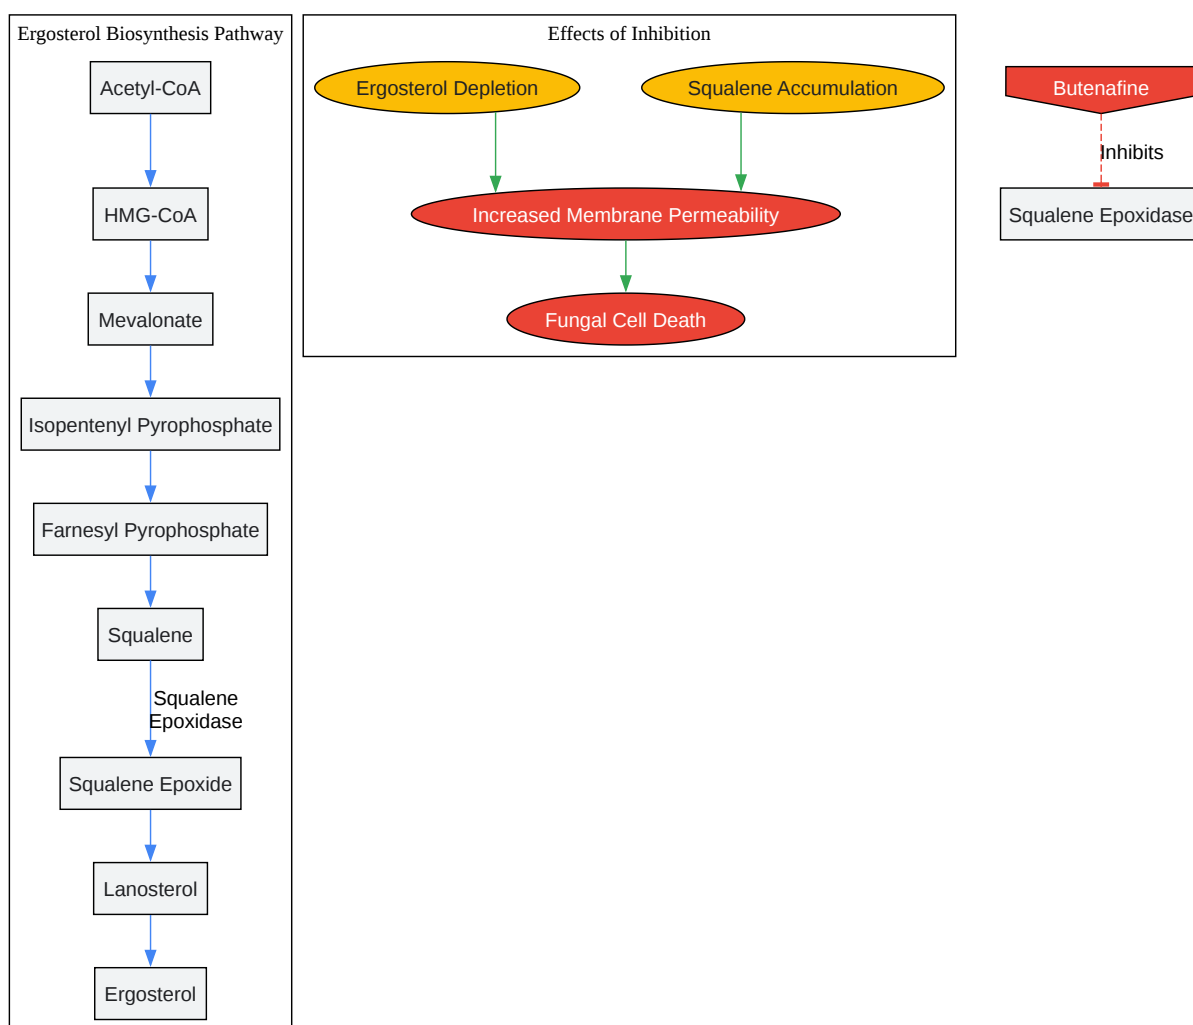 Ergosterol Biosynthesis Pathway
Acetyl-CoA
HMG-CoA
Mevalonate
Isopentenyl Pyrophosphate
Farnesyl Pyrophosphate
Squalene
Squalene
Epoxidase
Squalene Epoxide
Lanosterol
Ergosterol
Effects of Inhibition
Ergosterol Depletion
Squalene Accumulation
Increased Membrane Permeability
Fungal Cell Death
Butenafine
Inhibits
Squalene Epoxidase